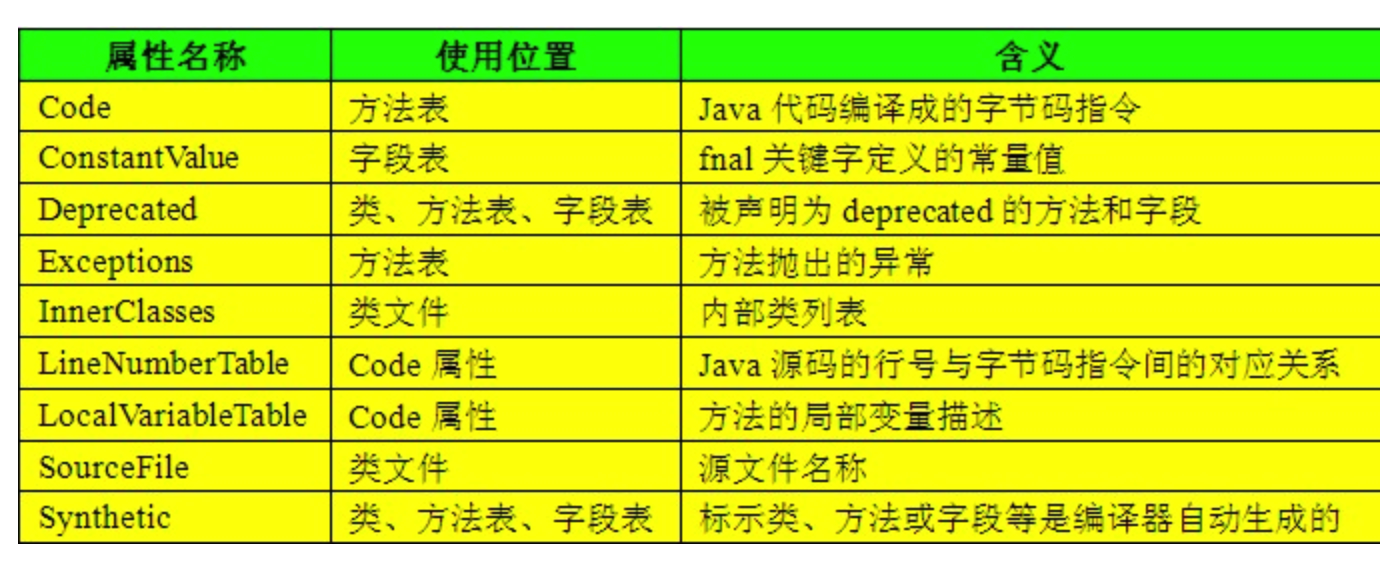 属性名称 使用位置 含义
Code 方法表 Java 代码编译成的字节码指令
ConstantValue 字段表 fnal 关键字定义的常量值
Deprecated 类、方法表、字段表 被声明为 deprecated 的方法和字段
Exceptions 方法表 方法抛出的异常
InnerClasses 类文件 内部类列表
LineNumberTable Code 属性 Java 源码的行号与字节码指令间的对应关系
LocalVariableTable Code 属性 方法的局部变量描述
SourceFile 类文件 源文件名称
Synthetic 类、方法表、字段表 标示类、方法或字段等是编译器自动生成的